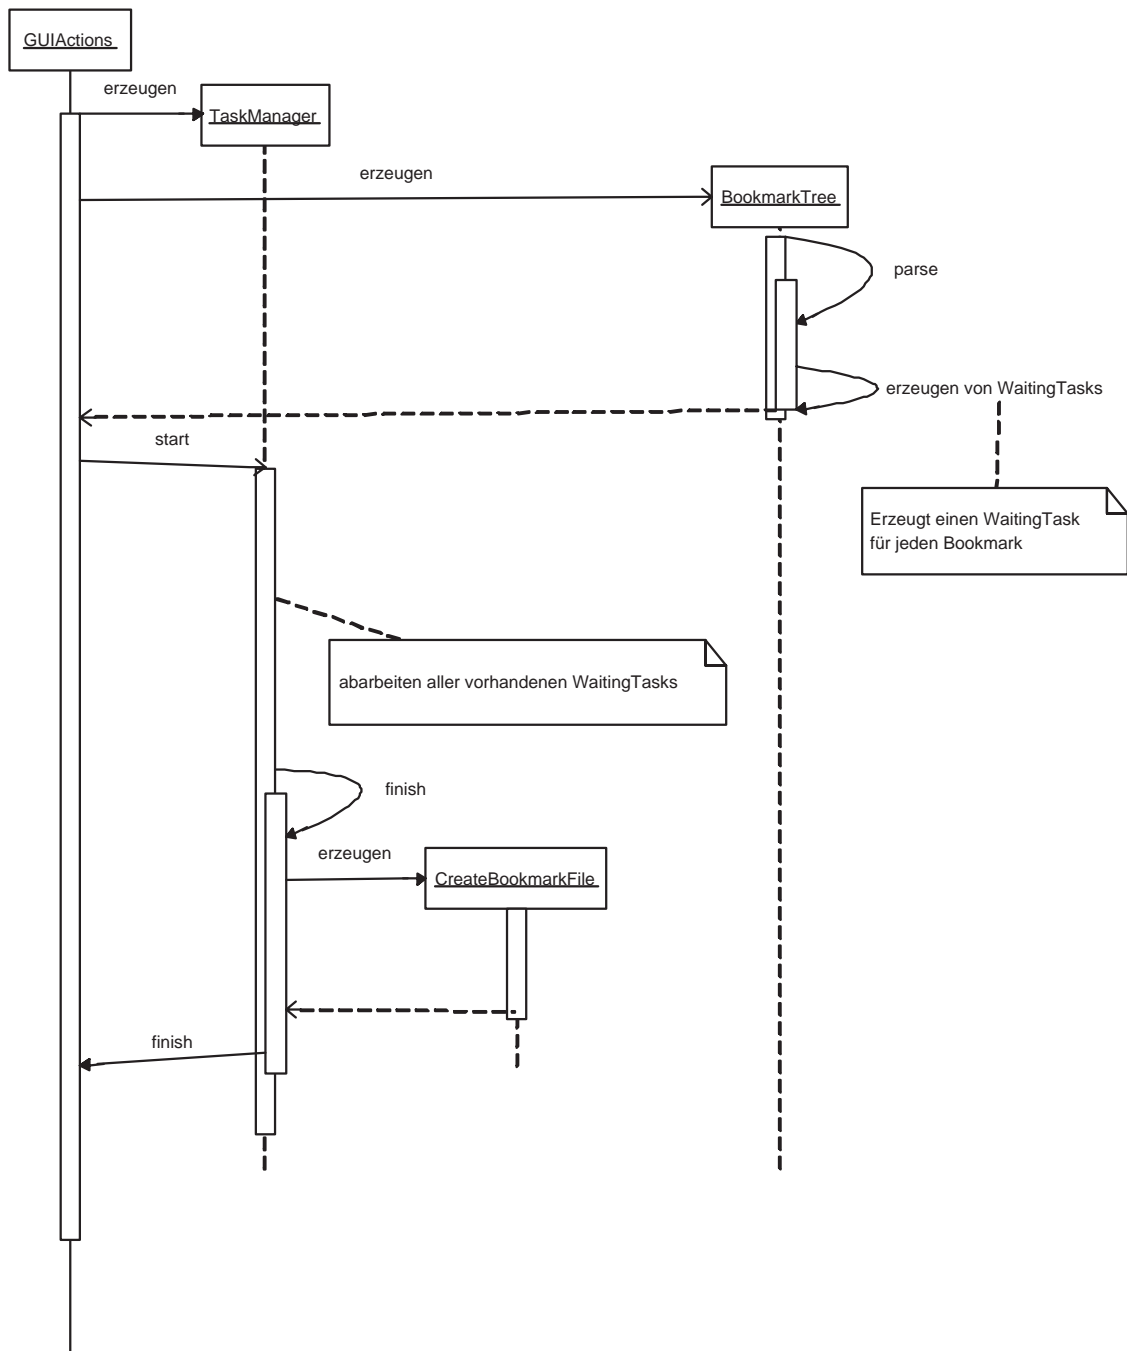 GUIActions
erzeugen
TaskManager
erzeugen
BookmarkTree
parse
erzeugen von WaitingTasks
start
Erzeugt einen WaitingTask
für jeden Bookmark
abarbeiten aller vorhandenen WaitingTasks
finish
erzeugen
CreateBookmarkFile
finish